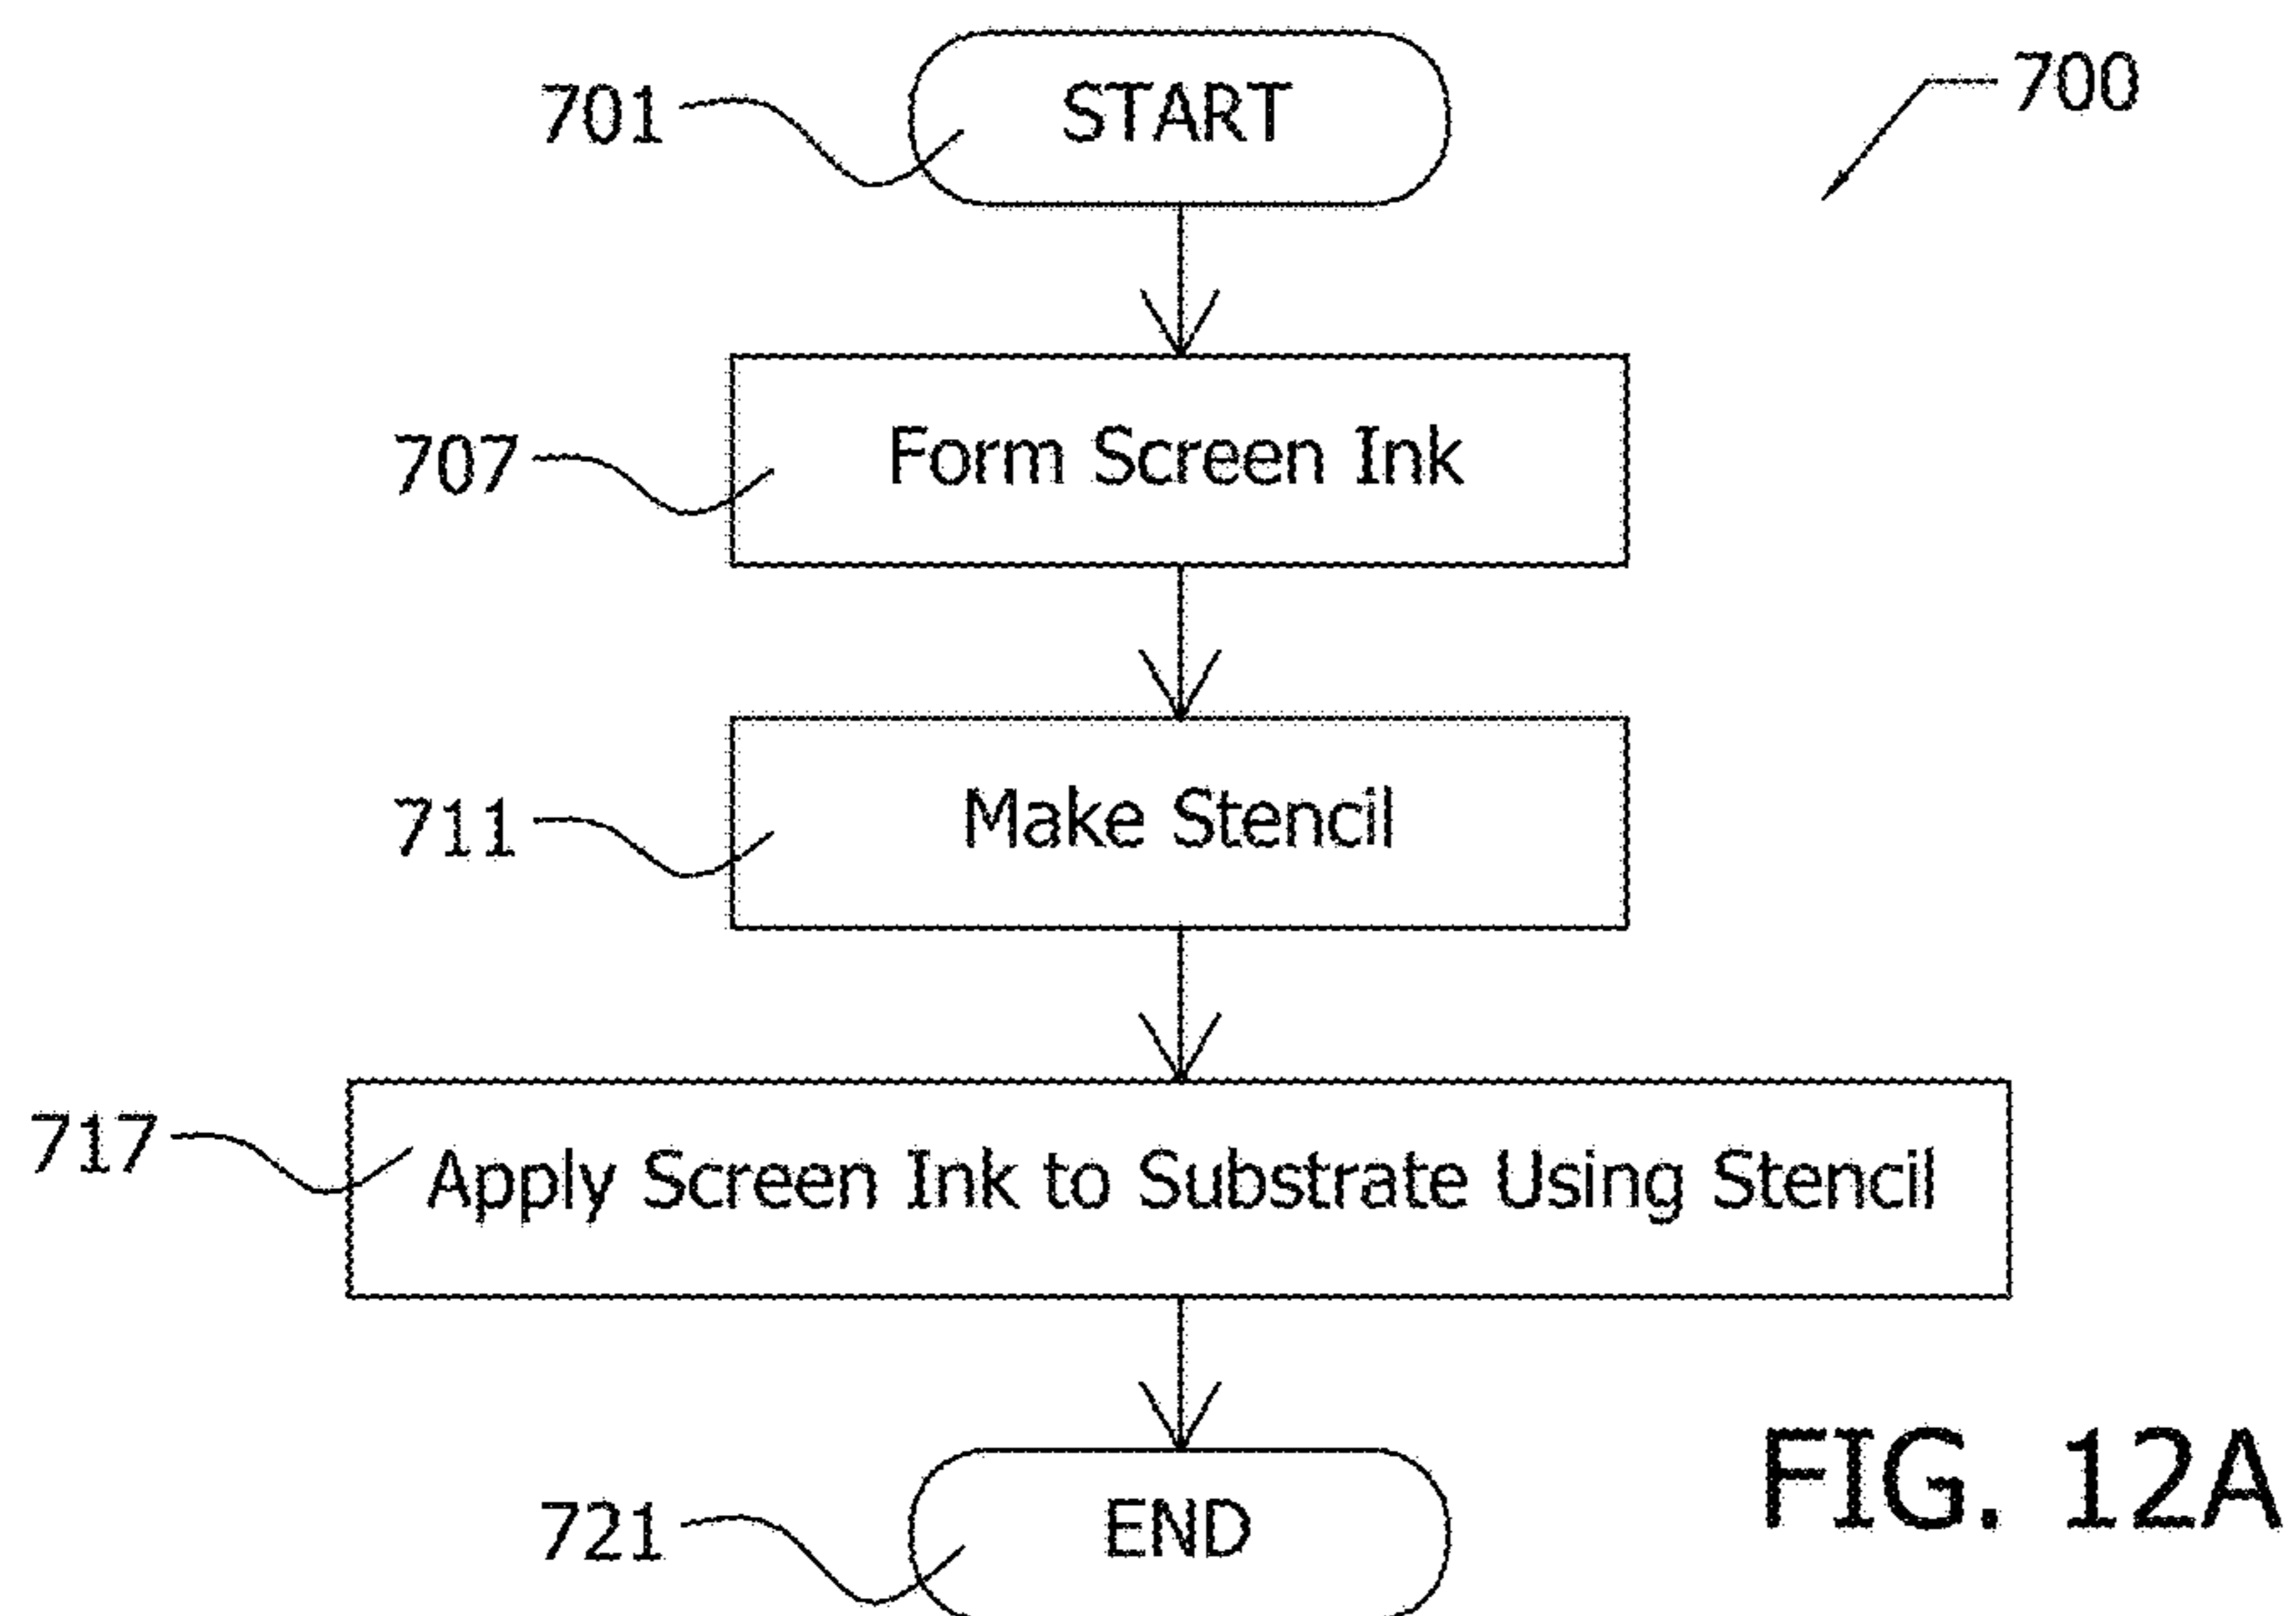 701
START
700
707
Form Screen Ink
711
Make Stencil
717
Apply Screen Ink to Substrate Using Stencil
721
END
FIG. 12A